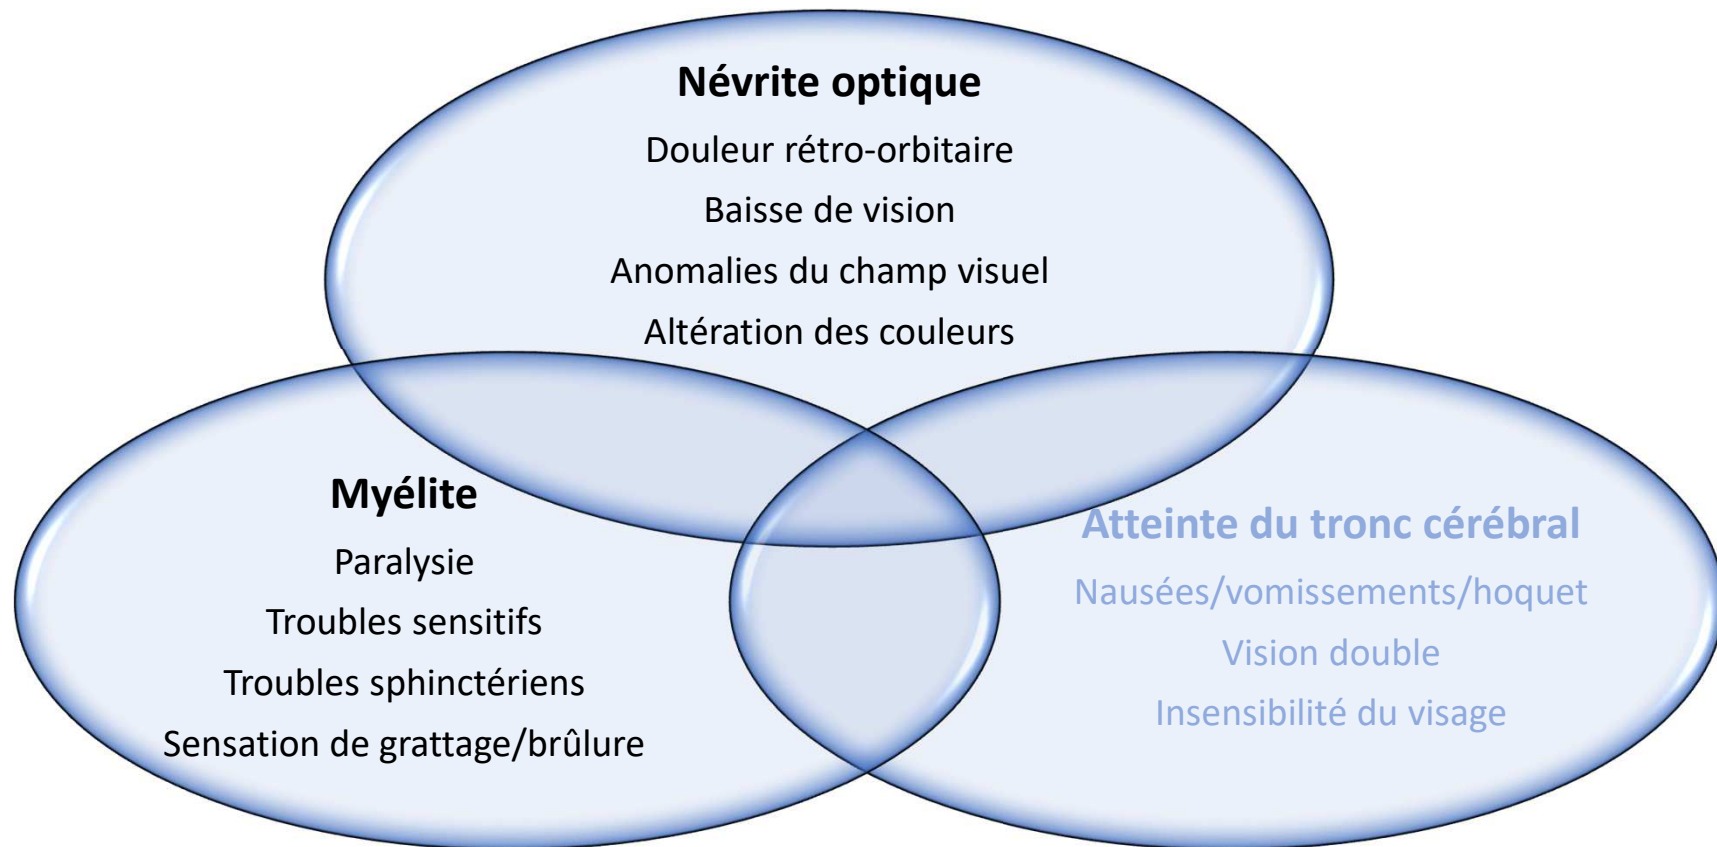 Névrite optique
Douleur rétro-orbitaire
Baisse de vision
Anomalies du champ visuel
Altération des couleurs
Myélite
Paralysie
Troubles sensitifs
Troubles sphinctériens
Sensation de grattage/brûlure
Atteinte du tronc cérébral
Nausées/vomissements/hoquet
Vision double
Insensibilité du visage